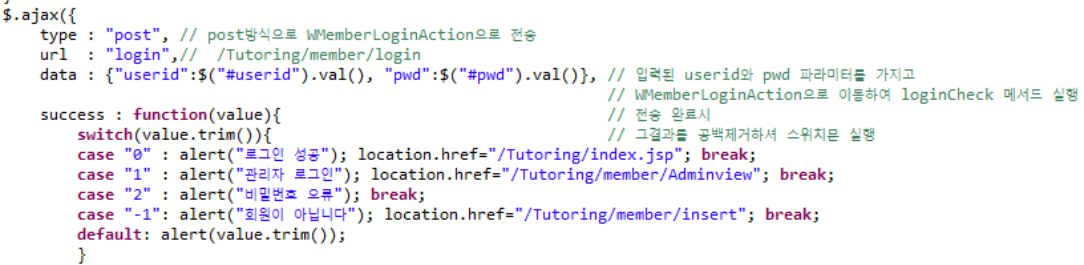 $.ajax({
type : "post", // post방식으로 WMemberLoginAction으로 전송
url : "login",// /Tutoring/member/login
data : {"userid":$("#userid").val(), "pwd":$("#pwd").val()}, // 입력된 userid와 pwd 파라미터를 가지고
// WMemberLoginAction으로 이동하여 loginCheck 메서드 실행
success : function(value){ // 전송 완료시
switch(value.trim()){ // 그결과를 공백제거하셔 스위치문 실행
case "0" : alert("로그인 성공"); location.href="/Tutoring/index.jsp"; break;
case "1" : alert("관리자 로그인"); location.href="/Tutoring/member/Adminview"; break;
case "2" : alert("비밀번호 오류"); break;
case "-1": alert("회원이 아닙니다"); location.href="/Tutoring/member/insert"; break;
default: alert(value.trim());
}